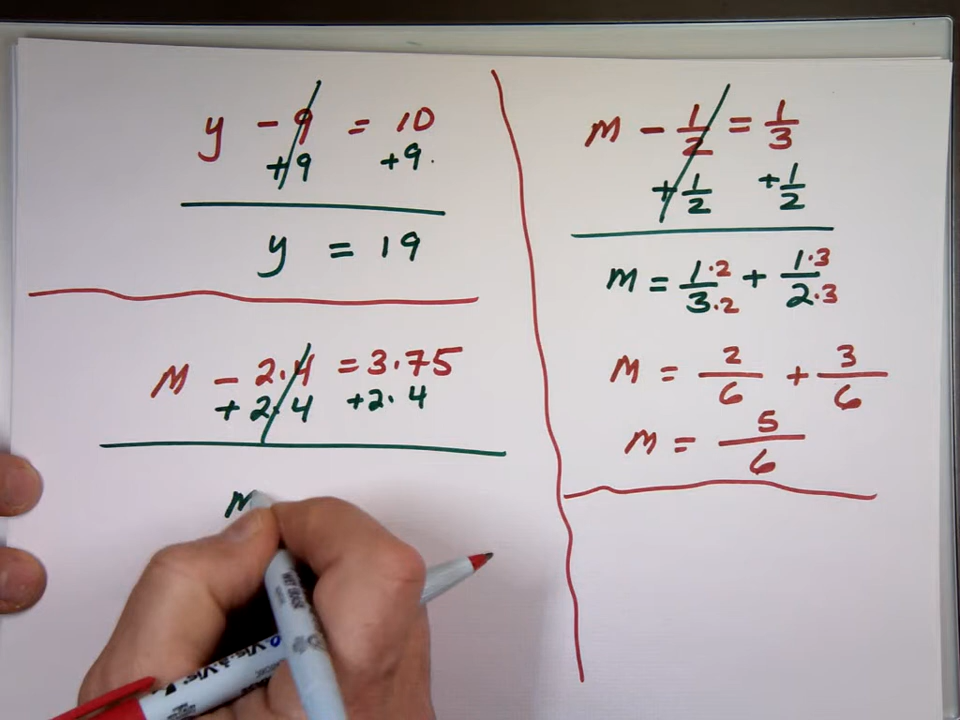 y - 9 = 10
+9 +9.
y = 19
m - 2.4 = 3.75
+2.4 +2.4
m
m - 1/2 = 1/3
+1/2 +1/2
m = 1·2/3·2 + 1·3/2·3
m = 2/6 + 3/6
m = 5/6